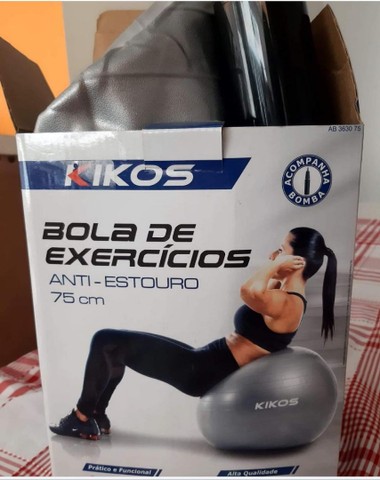 AB 3630 75
KIKOS
ACOMPANHA BOMBA
BOLA DE
EXERCÍCIOS
ANTI-ESTOURO
75 cm
KIKOS
Prático e Funcional
Alta Qualidade